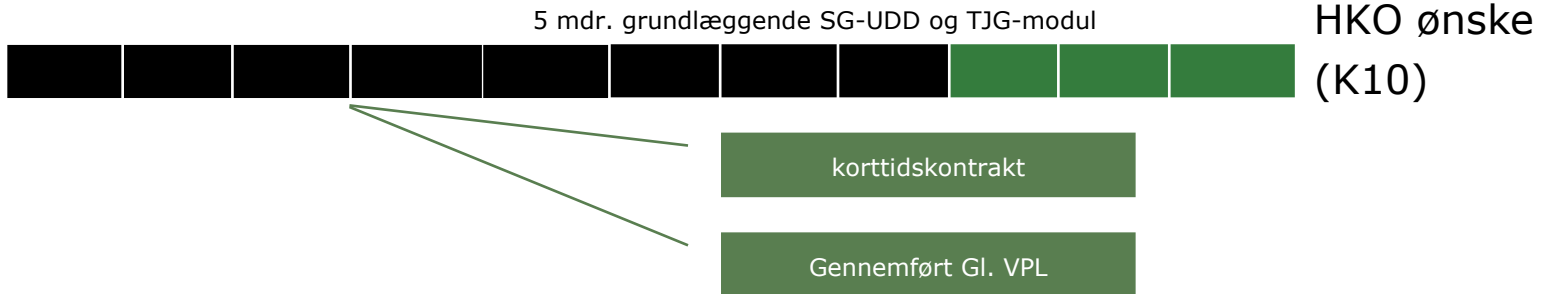 5 mdr. grundlæggende SG-UDD og TJG-modul
HKO ønske
(K10)
korttidskontrakt
Gennemført Gl. VPL